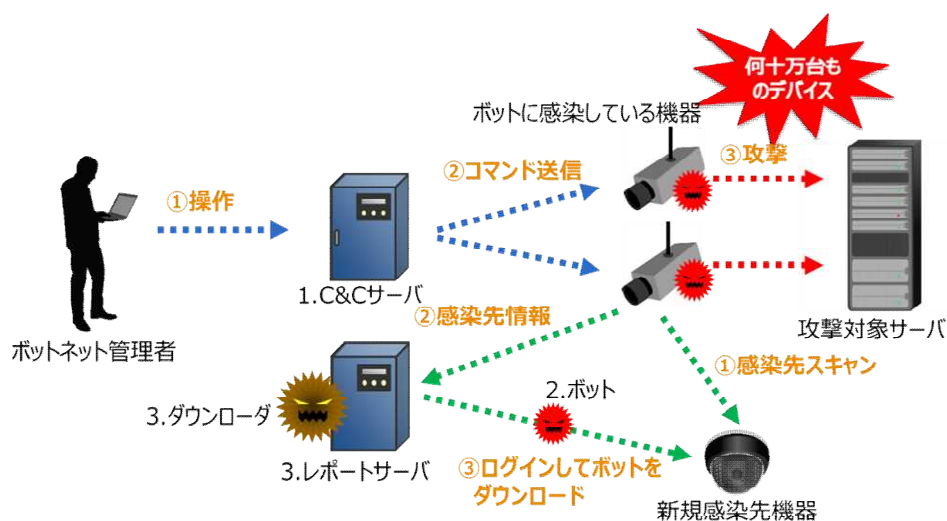 何十万台も
のデバイス
ボットに感染している機器
③攻撃
②コマンド送信
①操作
1.C&Cサーバ
②感染先情報
攻撃対象サーバ
ボットネット管理者
①感染先スキャン
2.ボット
3.ダウンローダ
3.レポートサーバ
③ログインしてボットを
ダウンロード
新規感染先機器